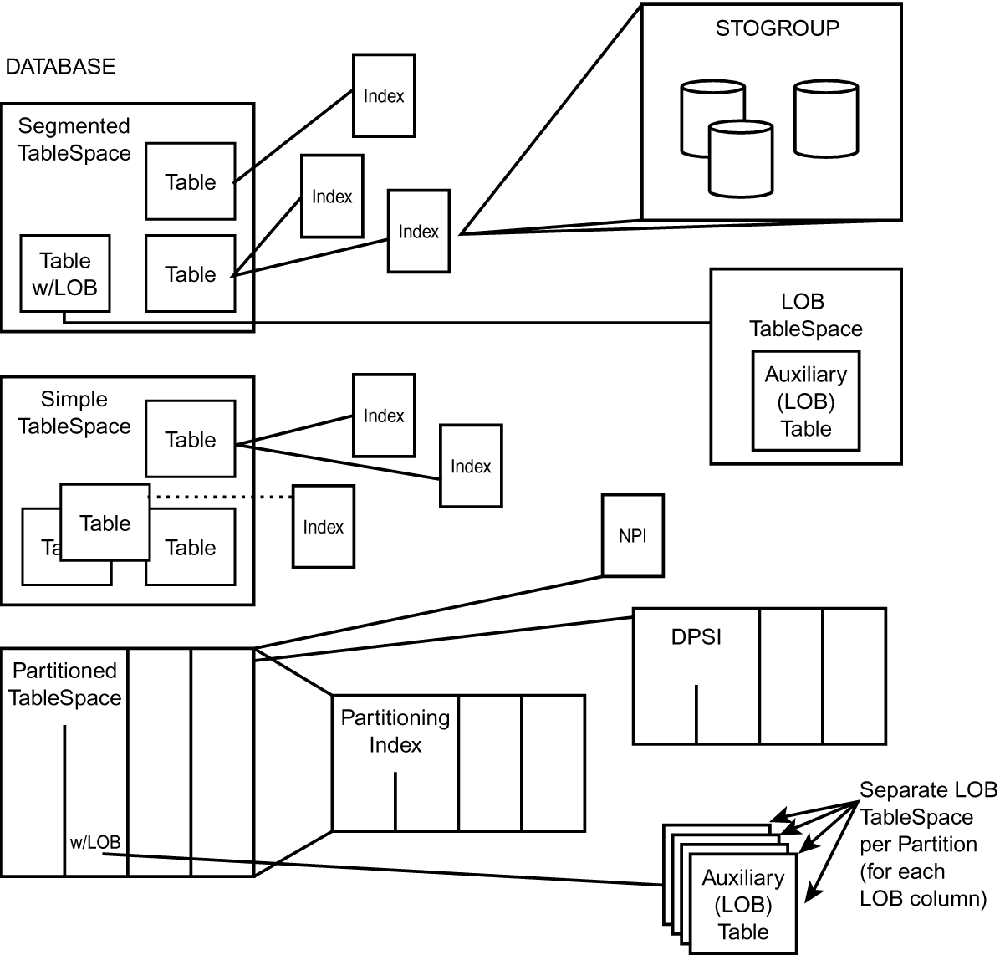 DATABASE
Segmented
TableSpace
Table
Table
w/LOB
Table
Index
Index
Index
STOGROUP
LOB
TableSpace
Auxiliary
(LOB)
Table
Simple
TableSpace
Table
Table
Table
Index
Index
Index
NPI
Partitioned
TableSpace
w/LOB
Partitioning
Index
DPSI
Separate LOB
TableSpace
per Partition
(for each
LOB column)
Auxiliary
(LOB)
Table